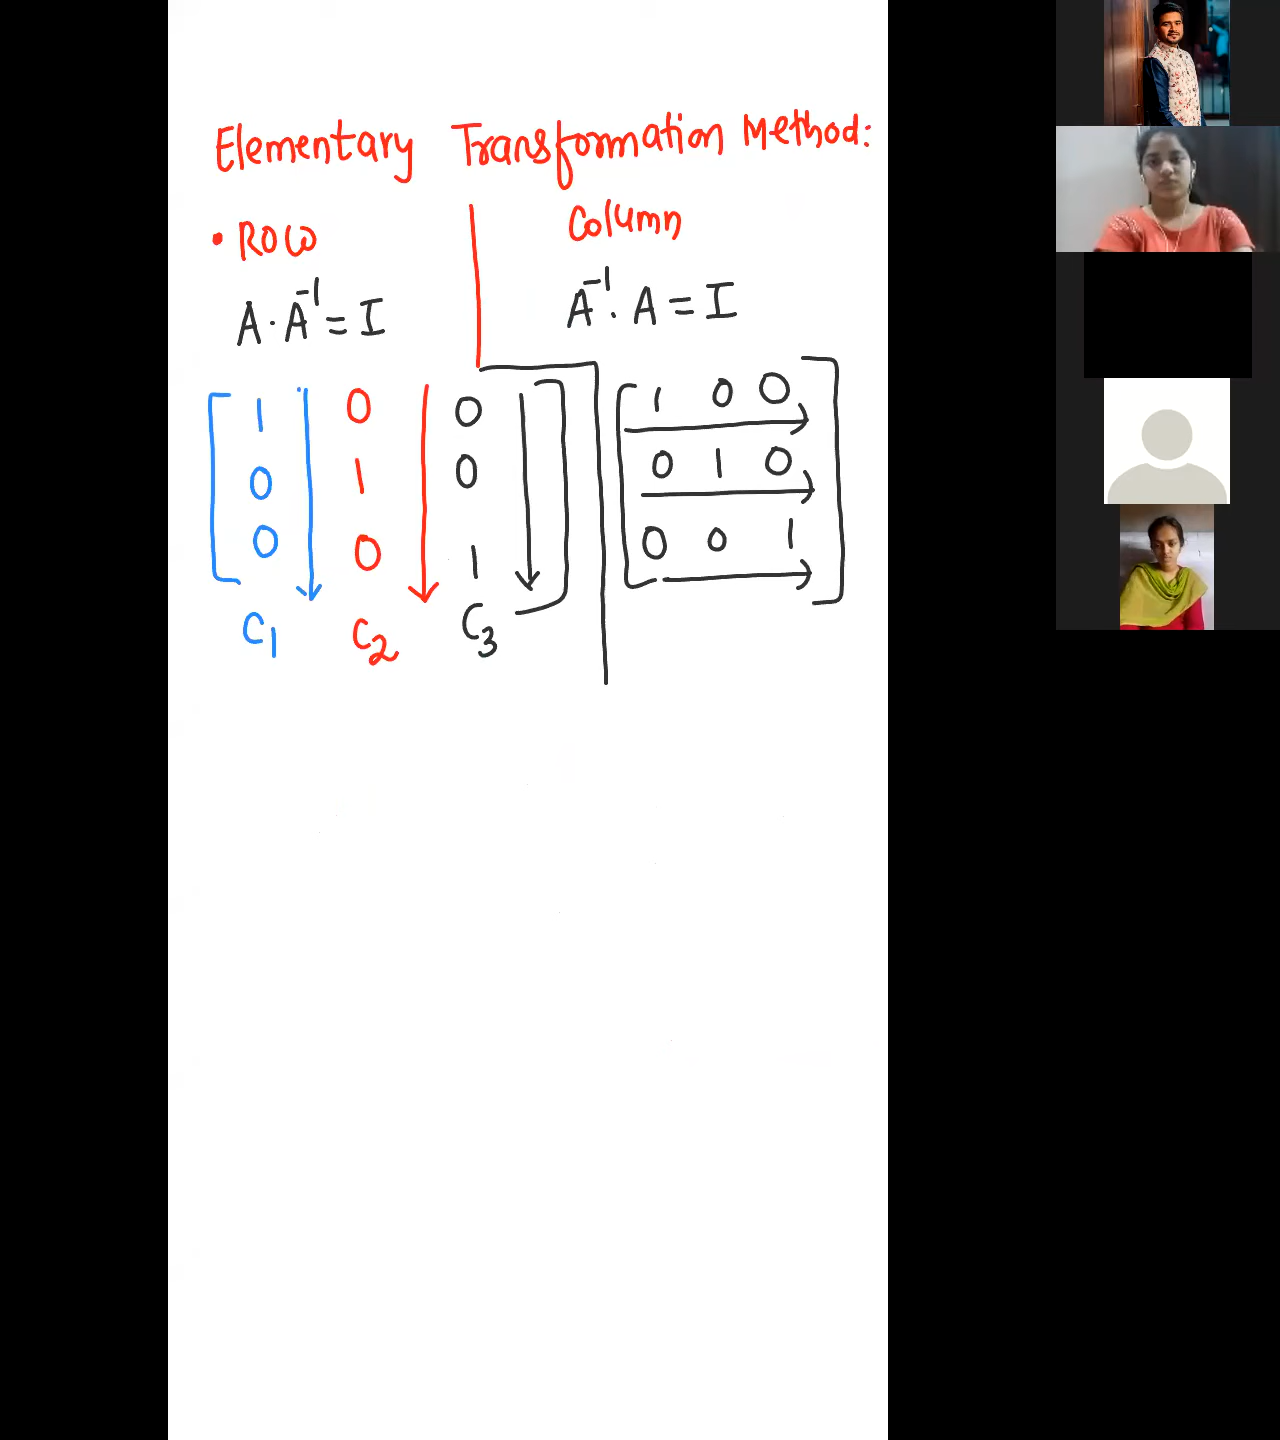 Elementary Transformation Method:
• Row
Column
A · A⁻¹ = I
A⁻¹ · A = I
1 0 0
0 1 0
0 0 1
C1 C2 C3
1 0 0
0 1 0
0 0 1